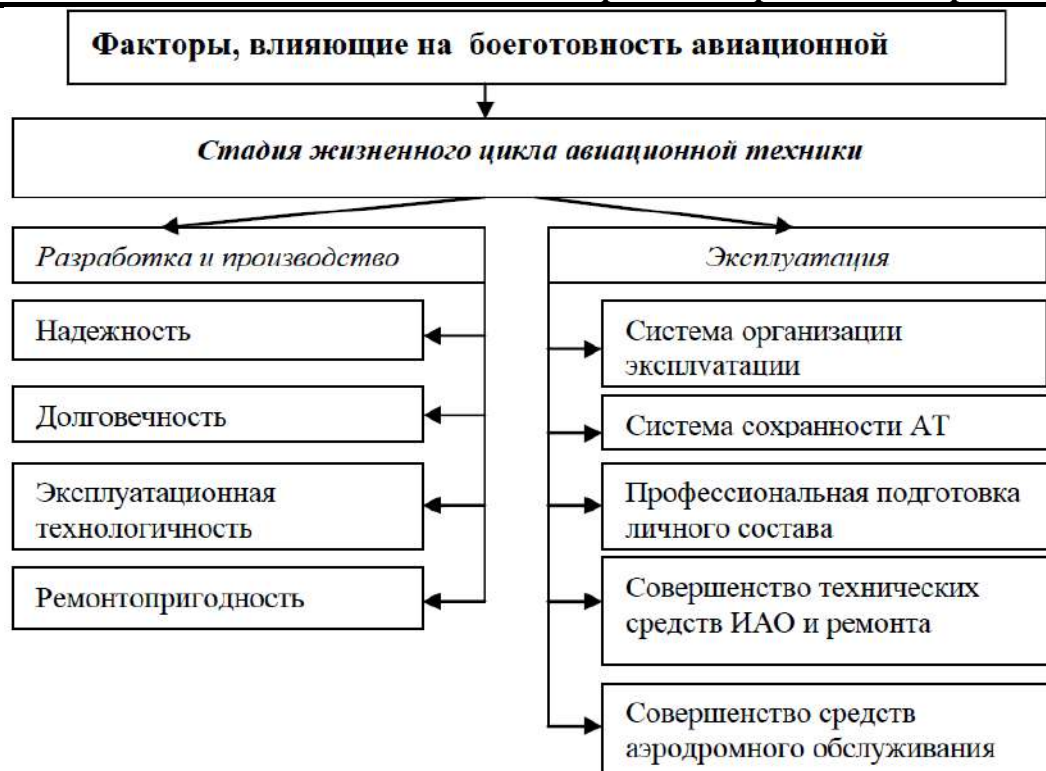 Факторы, влияющие на боеготовность авиационной
Стадия жизненного цикла авиационной техники
Разработка и производство
Надежность
Долговечность
Эксплуатационная
технологичность
Ремонтопригодность
Эксплуатация
Система организации
эксплуатации
Система сохранности АТ
Профессиональная подготовка
личного состава
Совершенство технических
средств ИАО и ремонта
Совершенство средств
аэродромного обслуживания